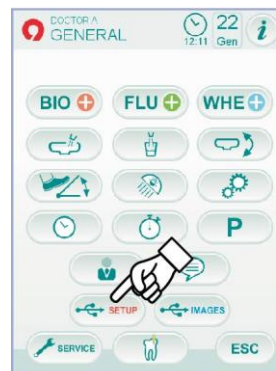 DOCTOR A
GENERAL
12:11
22
Gen
i
BIO
FLU
WHE
P
SETUP
IMAGES
SERVICE
ESC